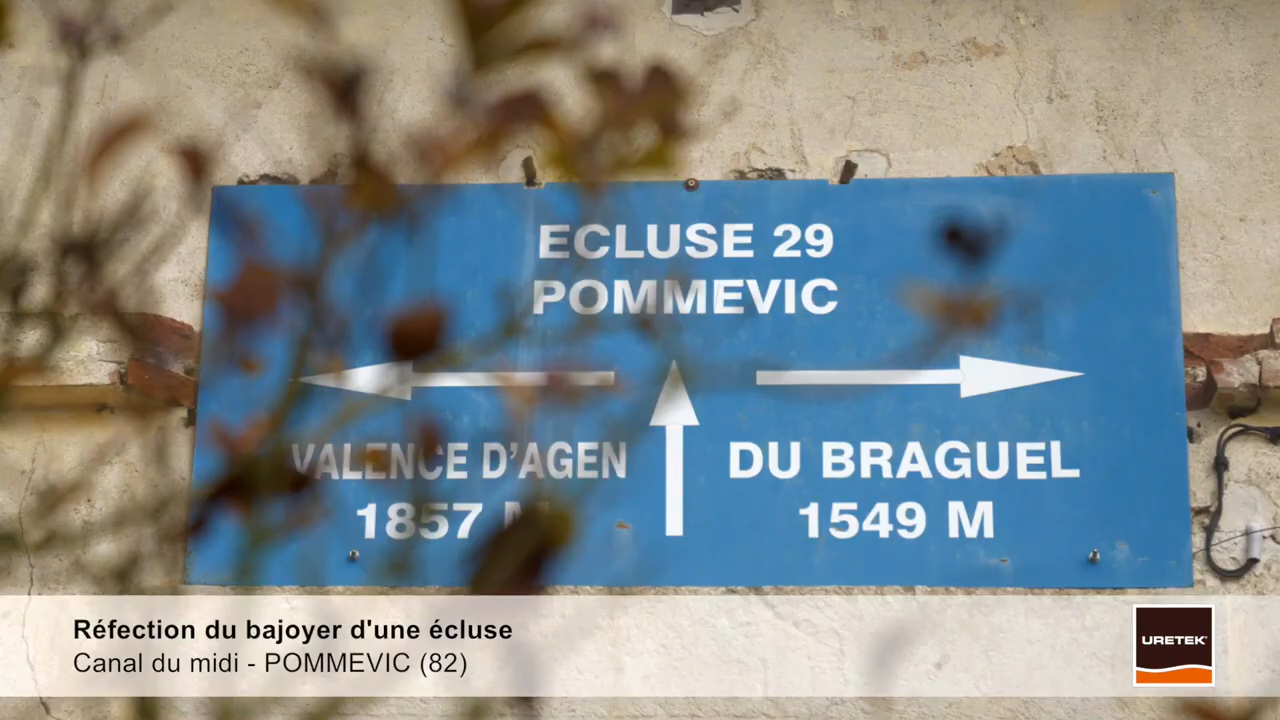 ECLUSE 29
POMMEVIC
VALENCE D'AGEN
1857 M
DU BRAGUEL
1549 M
Réfection du bajoyer d'une écluse
Canal du midi - POMMEVIC (82)
URETEK®